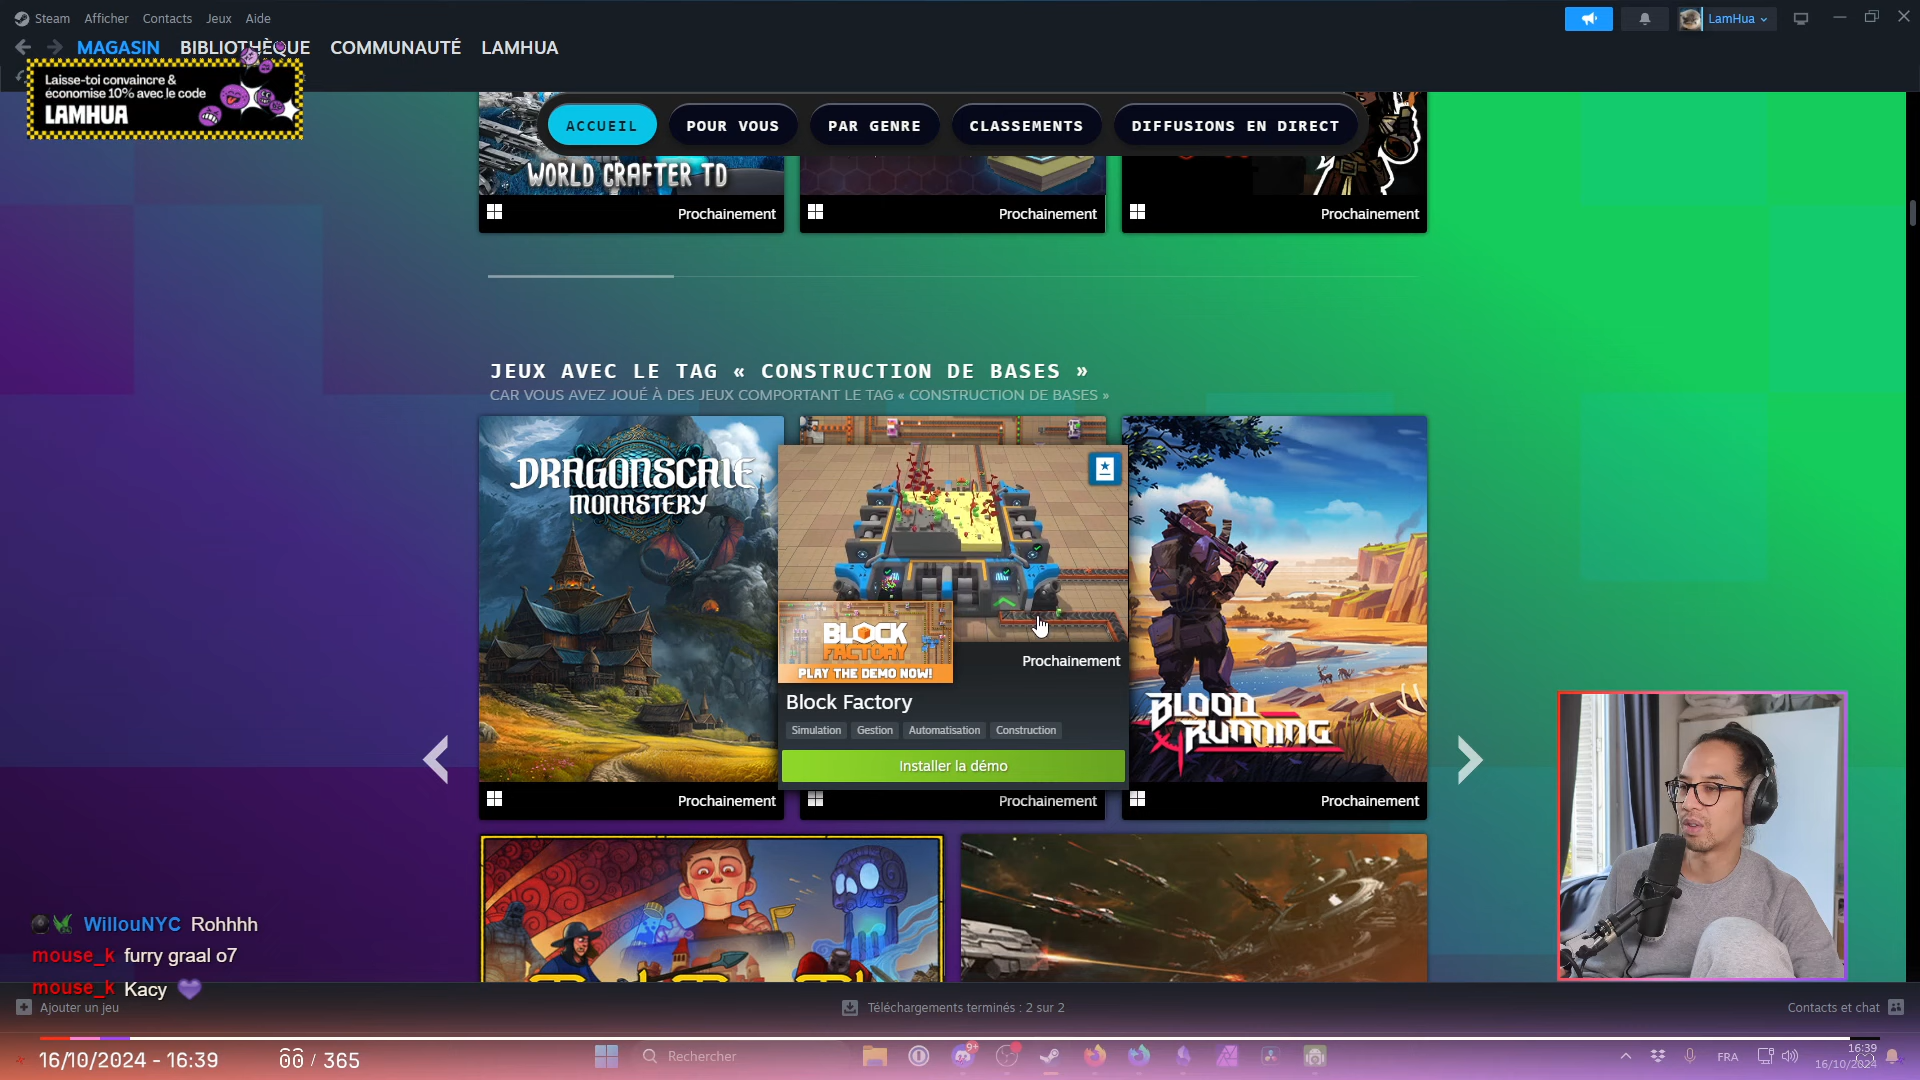 Steam Afficher Contacts Jeux Aide
LamHua
MAGASIN BIBLIOTHÈQUE COMMUNAUTÉ LAMHUA
Laisse-toi convaincre &
économise 10% avec le code
LAMHUA
ACCUEIL POUR VOUS PAR GENRE CLASSEMENTS DIFFUSIONS EN DIRECT
WORLD CRAFTER TD
Prochainement Prochainement Prochainement
JEUX AVEC LE TAG « CONSTRUCTION DE BASES »
CAR VOUS AVEZ JOUÉ À DES JEUX COMPORTANT LE TAG « CONSTRUCTION DE BASES »
DRAGONSCALE
MONASTERY
BLOCK
FACTORY
PLAY THE DEMO NOW!
Prochainement
Block Factory
Simulation Gestion Automatisation Construction
Installer la démo
BLOOD
RUNNING
Prochainement Prochainement Prochainement
WillouNYC Rohhhh
mouse_k furry graal o7
mouse_k Kacy
Ajouter un jeu
Téléchargements terminés : 2 sur 2
Contacts et chat
16/10/2024 - 16:39 / 365
Rechercher
9+
FRA
16:39
16/10/2024